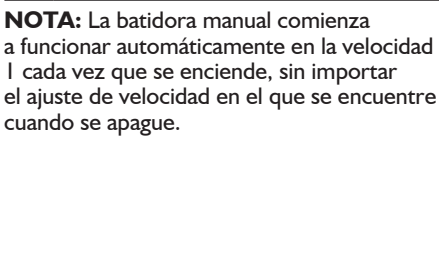 NOTA: La batidora manual comienza
a funcionar automáticamente en la velocidad
1 cada vez que se enciende, sin importar
el ajuste de velocidad en el que se encuentre
cuando se apague.